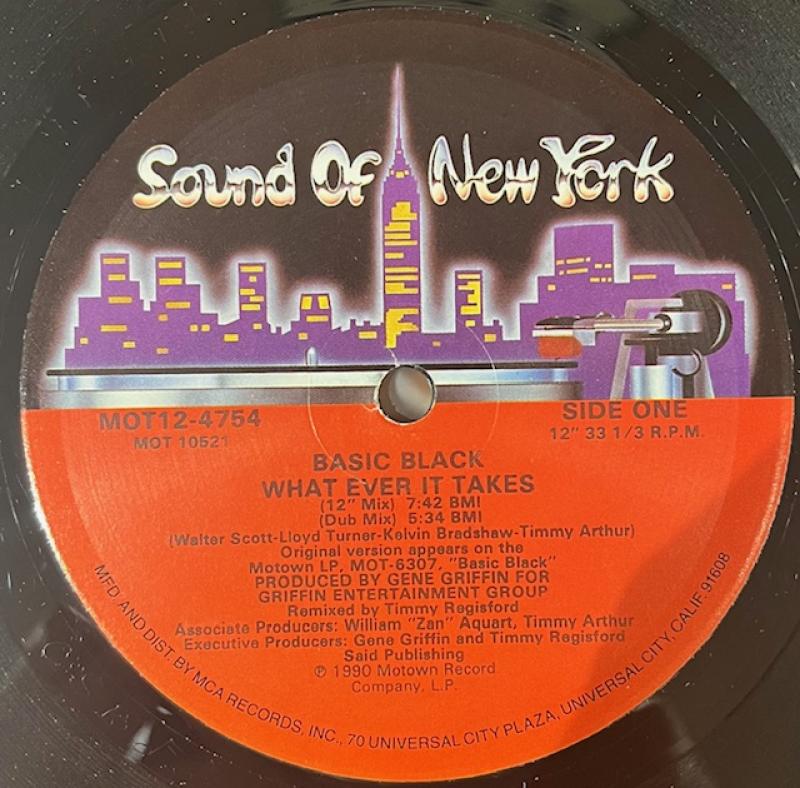 Sound Of New York
MOT12-4754
MOT 10521
SIDE ONE
12" 33 1/3 R.P.M.
BASIC BLACK
WHAT EVER IT TAKES
(12" Mix) 7:42 BMI
(Dub Mix) 5:34 BMI
(Walter Scott-Lloyd Turner-Kelvin Bradshaw-Timmy Arthur)
Original version appears on the
Motown LP, MOT-6307, "Basic Black"
PRODUCED BY GENE GRIFFIN FOR
GRIFFIN ENTERTAINMENT GROUP
Remixed by Timmy Regisford
Associate Producers: William "Zan" Aquart, Timmy Arthur
Executive Producers: Gene Griffin and Timmy Regisford
Said Publishing
℗ 1990 Motown Record
Company, L.P.
MFD AND DIST. BY MCA RECORDS, INC., 70 UNIVERSAL CITY PLAZA, UNIVERSAL CITY, CALIF. 91608